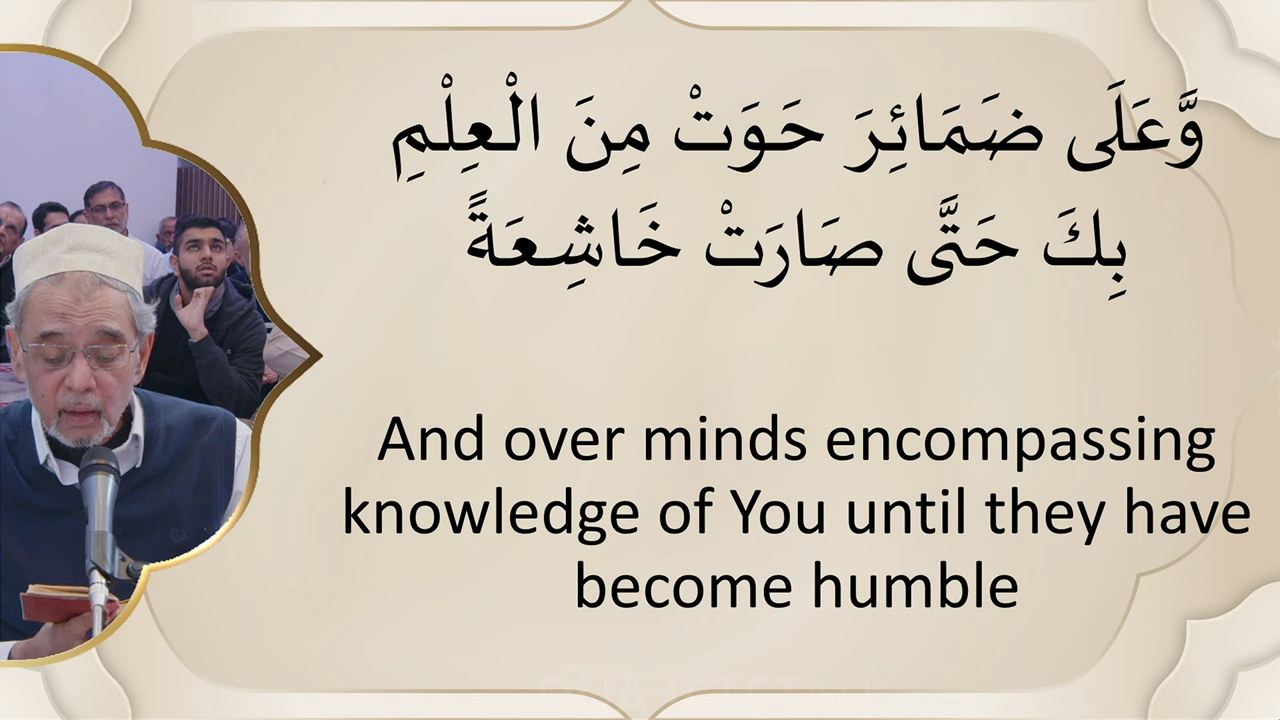 وَّعَلَى ضَمَائِرَ حَوَتْ مِنَ الْعِلْمِ
بِكَ حَتَّى صَارَتْ خَاشِعَةً
And over minds encompassing
knowledge of You until they have
become humble